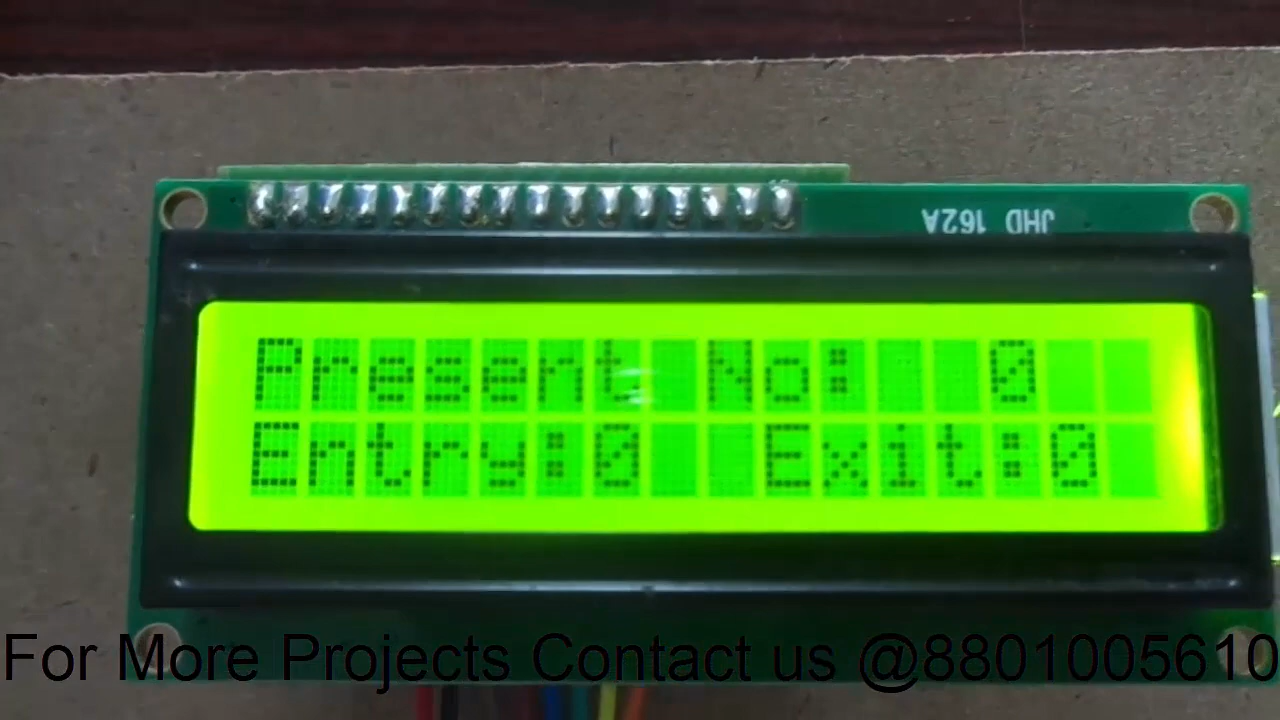 JHD 162A
Present No:  0
Entry:0  Exit:0
For More Projects Contact us @8801005610